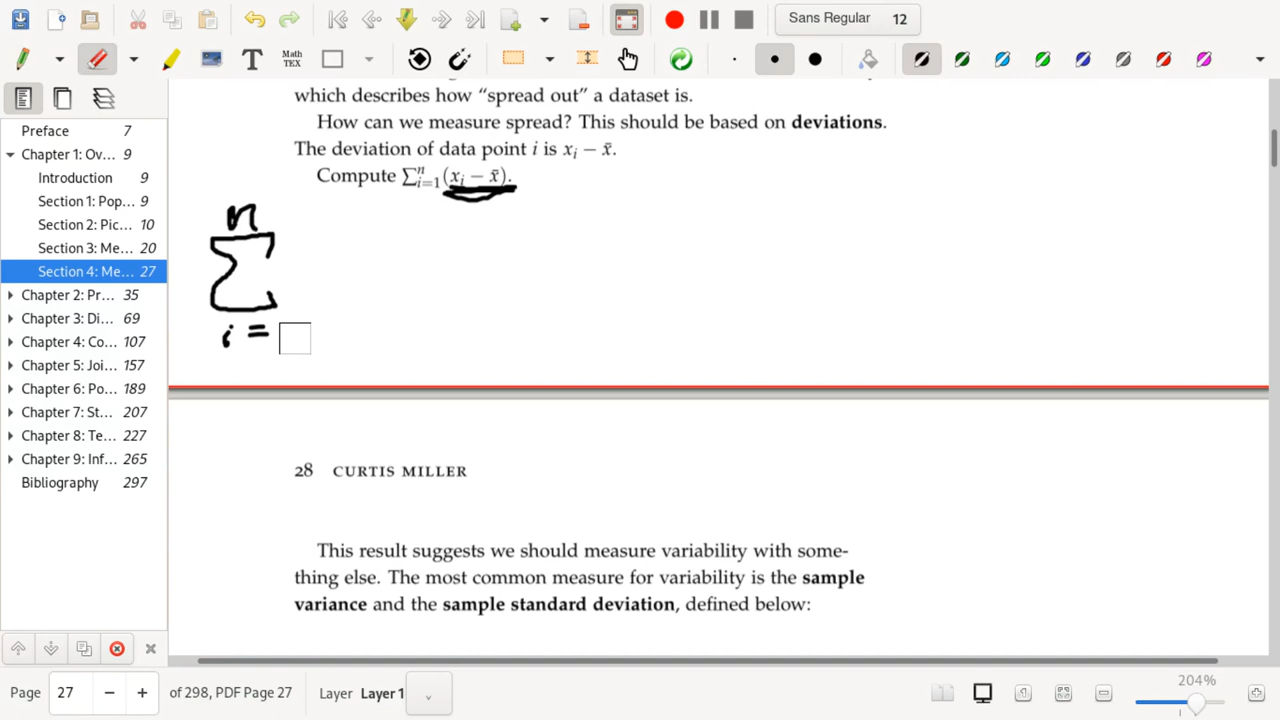 Sans Regular 12
T Math TEX
which describes how “spread out” a dataset is.
How can we measure spread? This should be based on deviations.
The deviation of data point i is xᵢ − x̄.
Compute ∑ⁿᵢ₌₁(xᵢ − x̄).
n
∑
i =
28 CURTIS MILLER
This result suggests we should measure variability with some-
thing else. The most common measure for variability is the sample
variance and the sample standard deviation, defined below:
Preface 7
Chapter 1: Ov... 9
Introduction 9
Section 1: Pop... 9
Section 2: Pic... 10
Section 3: Me... 20
Section 4: Me... 27
Chapter 2: Pr... 35
Chapter 3: Di... 69
Chapter 4: Co... 107
Chapter 5: Joi... 157
Chapter 6: Po... 189
Chapter 7: St... 207
Chapter 8: Te... 227
Chapter 9: Inf... 265
Bibliography 297
Page 27 of 298, PDF Page 27 Layer Layer 1 204%